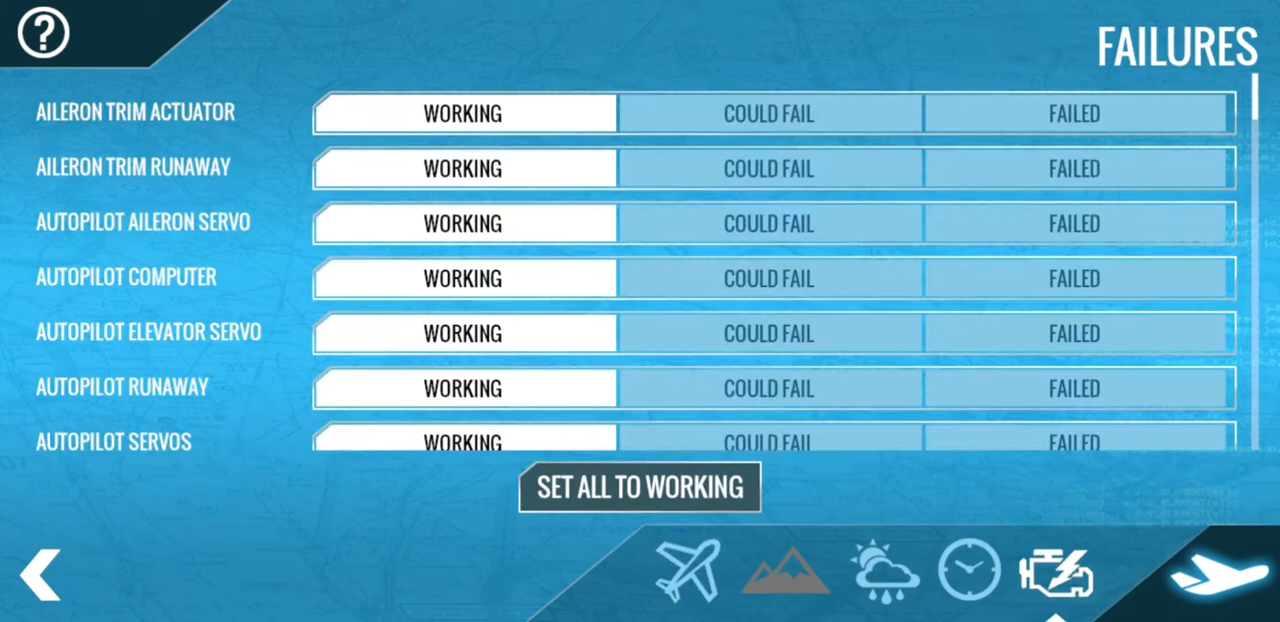 ?
FAILURES
AILERON TRIM ACTUATOR WORKING COULD FAIL FAILED
AILERON TRIM RUNAWAY WORKING COULD FAIL FAILED
AUTOPILOT AILERON SERVO WORKING COULD FAIL FAILED
AUTOPILOT COMPUTER WORKING COULD FAIL FAILED
AUTOPILOT ELEVATOR SERVO WORKING COULD FAIL FAILED
AUTOPILOT RUNAWAY WORKING COULD FAIL FAILED
AUTOPILOT SERVOS WORKING COULD FAIL FAILED
SET ALL TO WORKING